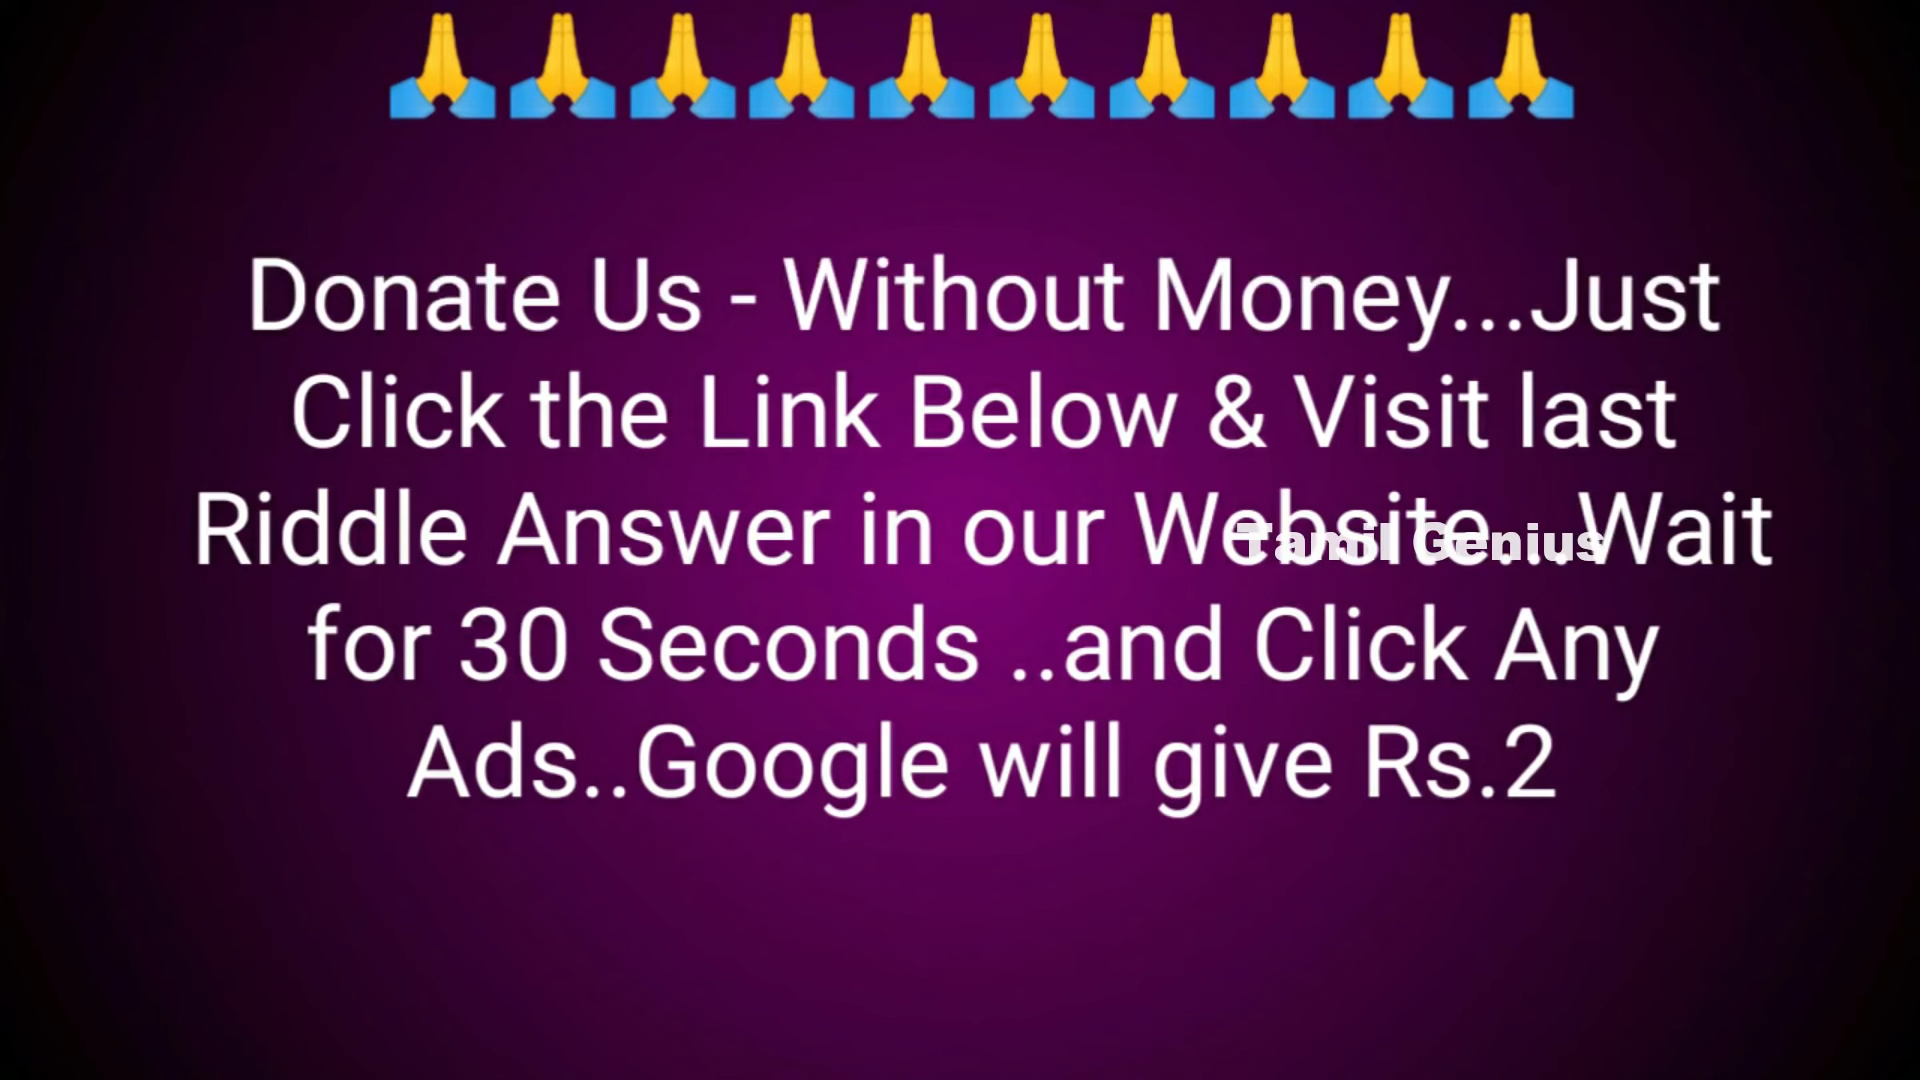 🙏🙏🙏🙏🙏🙏🙏🙏🙏🙏
Donate Us - Without Money...Just
Click the Link Below & Visit last
Riddle Answer in our Website....Wait
Tamil Genius
for 30 Seconds ..and Click Any
Ads..Google will give Rs.2